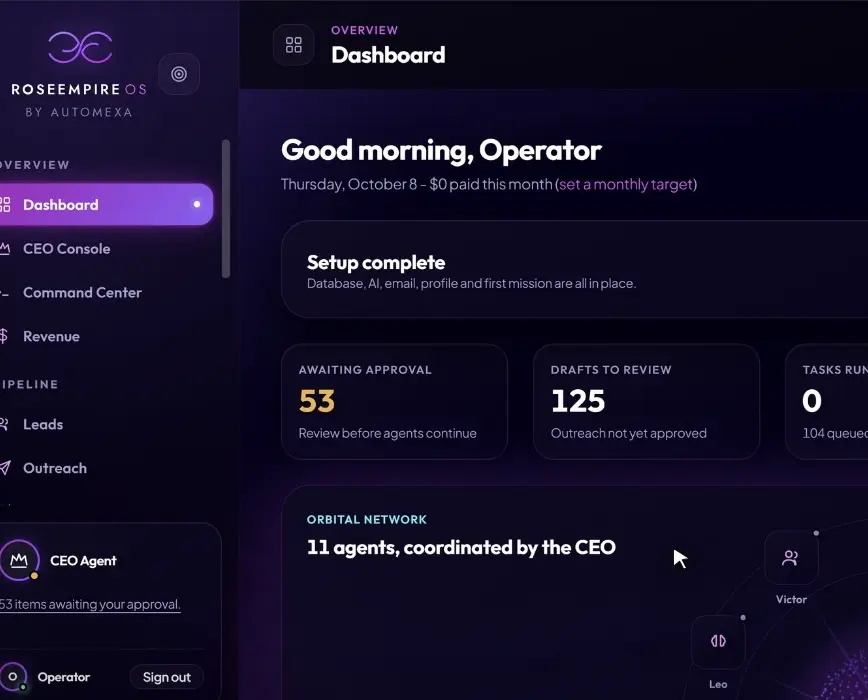 ROSEEMPIRE OS
BY AUTOMEXA
OVERVIEW
Dashboard
CEO Console
Command Center
Revenue
PIPELINE
Leads
Outreach
CEO Agent
53 items awaiting your approval.
O
Operator
Sign out
OVERVIEW
Dashboard
Good morning, Operator
Thursday, October 8 - $0 paid this month (set a monthly target)
Setup complete
Database, AI, email, profile and first mission are all in place.
AWAITING APPROVAL
53
Review before agents continue
DRAFTS TO REVIEW
125
Outreach not yet approved
TASKS RUN
0
104 queued
ORBITAL NETWORK
11 agents, coordinated by the CEO
Victor
Leo